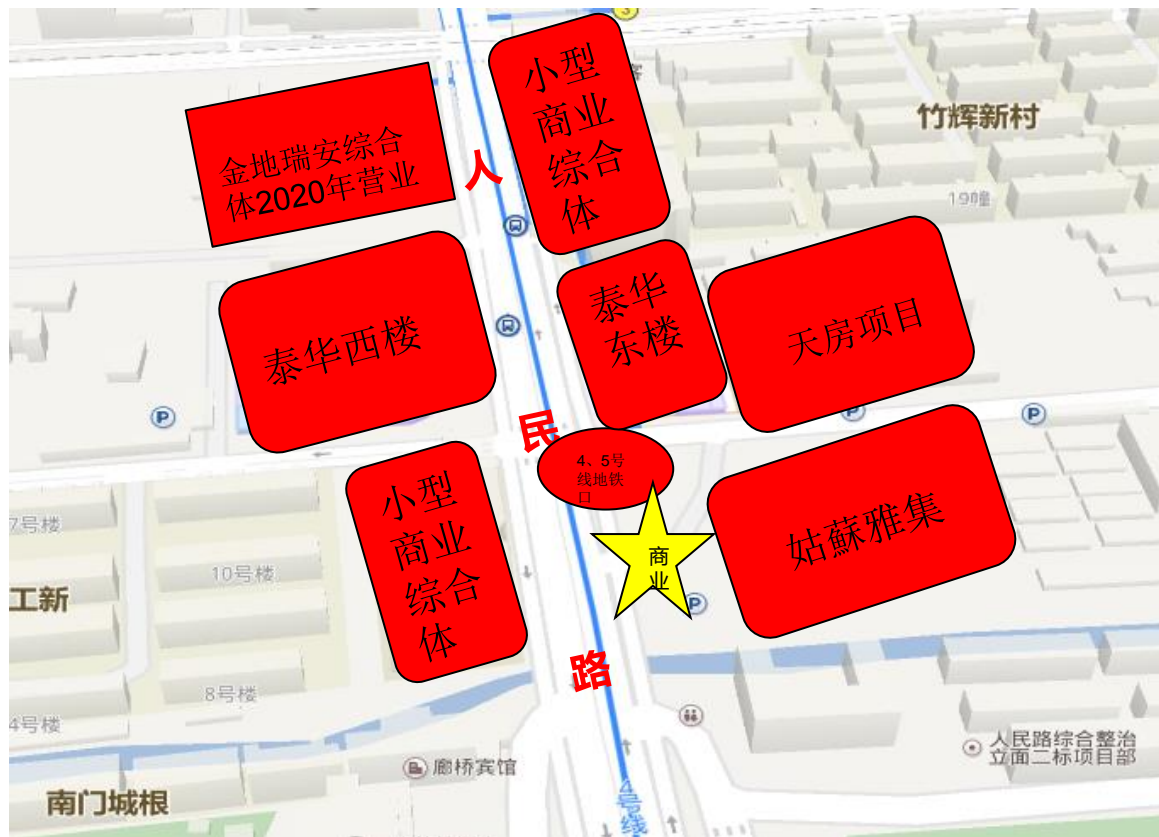 3
小型
商业
综合
体
竹辉新村
金地瑞安综合
体2020年营业
人
19幢
泰华
东楼
天房项目
泰华西楼
P
P
P
民
4、5号
线地铁
口
小型
商业
综合
体
姑蘇雅集
7号楼
商
业
10号楼
工新
P
路
8号楼
4号楼
人民路综合整治
立面二标项目部
廊桥宾馆
南门城根
4号线